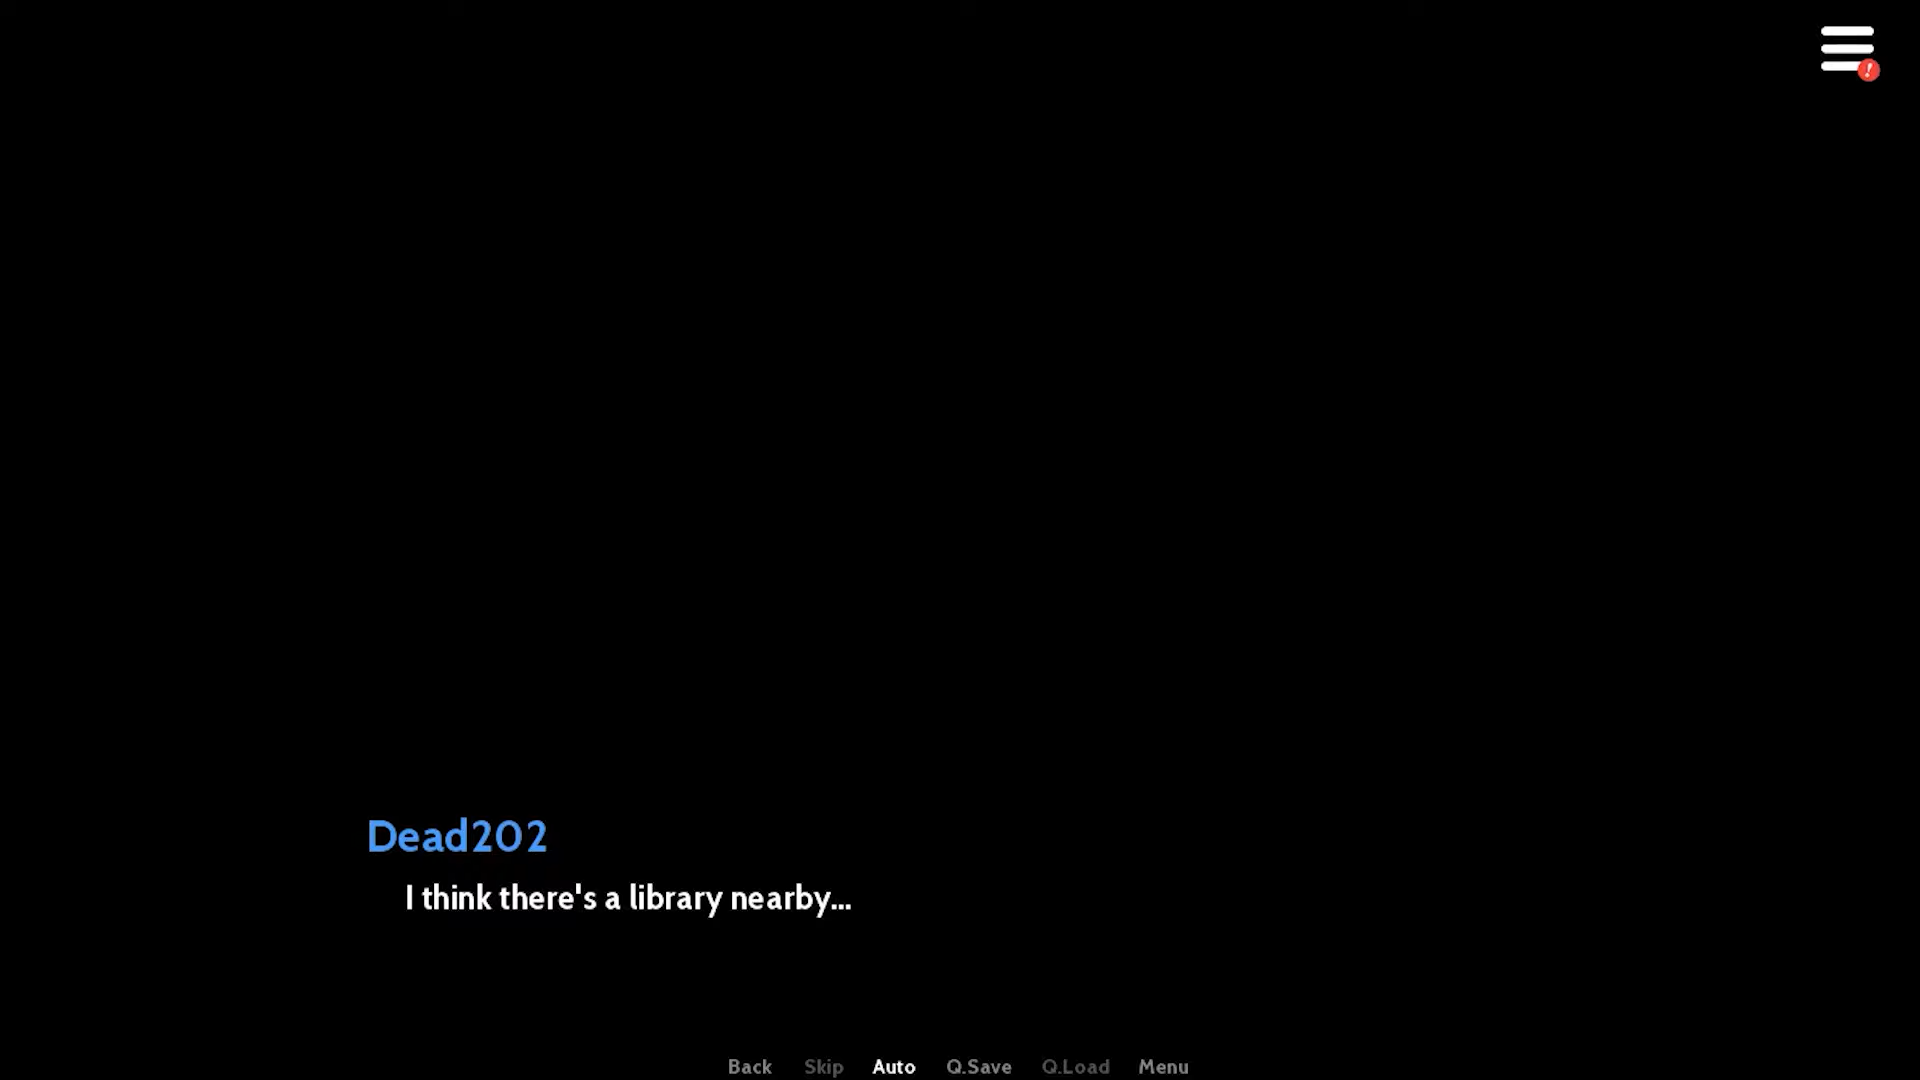 !
Dead202
I think there's a library nearby...
Back Skip Auto Q.Save Q.Load Menu